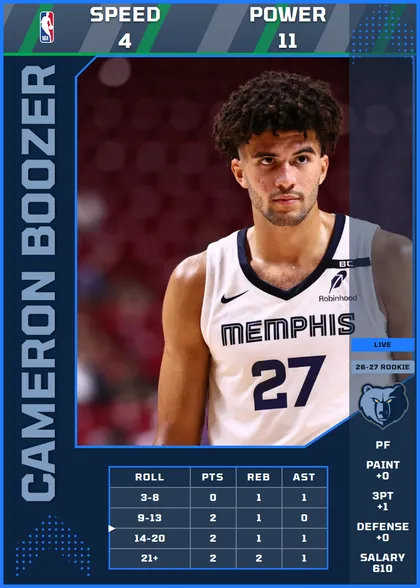 SPEED
4
POWER
11
CAMERON BOOZER
BC
Robinhood
MEMPHIS
27
LIVE
26-27 ROOKIE
PF
PAINT
+0
3PT
+1
DEFENSE
+0
SALARY
610
ROLL PTS REB AST
3-8 0 1 1
9-13 2 1 0
14-20 2 1 1
21+ 2 2 1